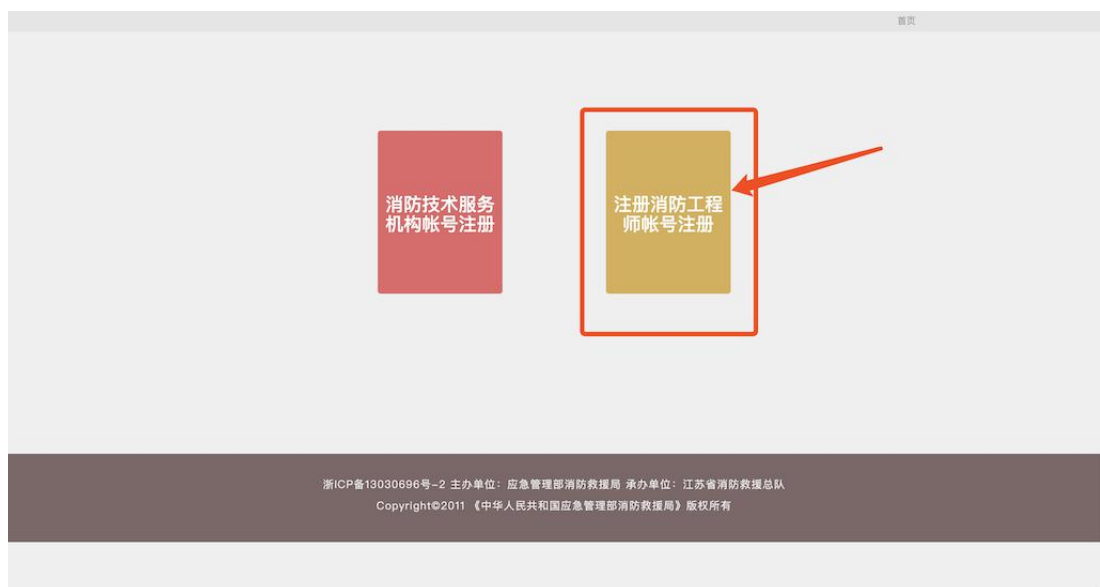 首页
消防技术服务
机构帐号注册
注册消防工程
师帐号注册
浙ICP备13030696号-2 主办单位：应急管理部消防救援局 承办单位：江苏省消防救援总队
Copyright©2011 《中华人民共和国应急管理部消防救援局》版权所有